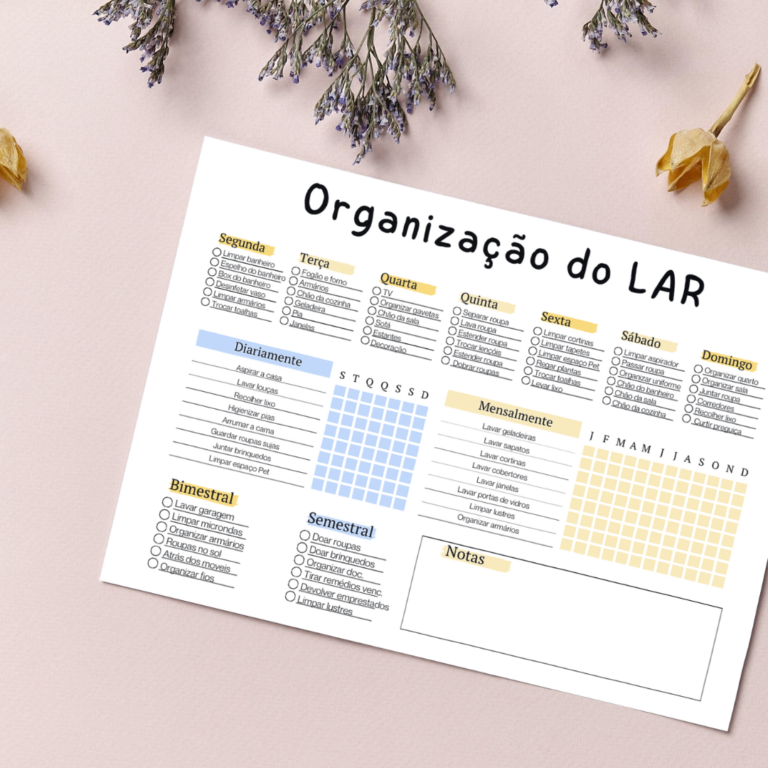 Organização do LAR
Segunda
Limpar banheiro
Espelho do banheiro
Box do banheiro
Desinfetar vaso
Limpar armários
Trocar toalhas
Terça
Fogão e forno
Armários
Chão da cozinha
Geladeira
Pia
Janelas
Quarta
TV
Organizar gavetas
Chão da sala
Sofá
Estantes
Decoração
Quinta
Separar roupa
Lava roupa
Estender roupa
Trocar lençóis
Estender roupa
Dobrar roupas
Sexta
Limpar cortinas
Limpar tapetes
Limpar espaço Pet
Regar plantas
Trocar toalhas
Levar lixo
Sábado
Limpar aspirador
Passar roupa
Organizar uniforme
Chão do banheiro
Chão da sala
Chão da cozinha
Domingo
Organizar quarto
Organizar sala
Juntar roupa
Corredores
Recolher lixo
Curtir preguiça
Diariamente
S T Q Q S S D
Aspirar a casa
Lavar louças
Recolher lixo
Higienizar pias
Arrumar a cama
Guardar roupas sujas
Juntar brinquedos
Limpar espaço Pet
Mensalmente
J F M A M J J A S O N D
Lavar geladeiras
Lavar sapatos
Lavar cortinas
Lavar cobertores
Lavar janelas
Lavar portas de vidros
Limpar lustres
Organizar armários
Bimestral
Lavar garagem
Limpar microndas
Organizar armários
Roupas no sol
Atrás dos moveis
Organizar fios
Semestral
Doar roupas
Doar brinquedos
Organizar doc.
Tirar remédios venc.
Devolver emprestados
Limpar lustres
Notas